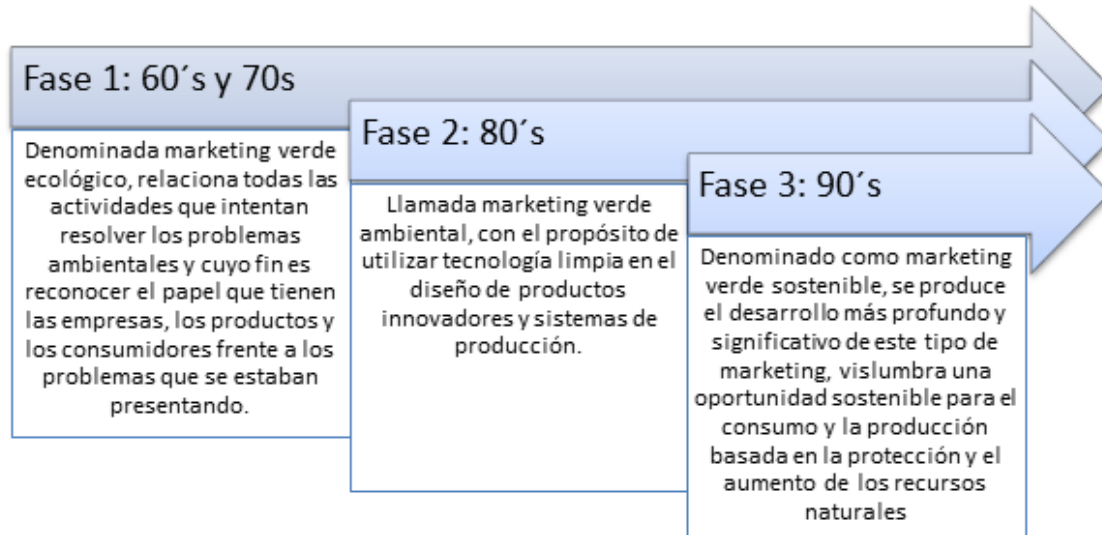 Fase 1: 60´s y 70s
Denominada marketing verde
ecológico, relaciona todas las
actividades que intentan
resolver los problemas
ambientales y cuyo fin es
reconocer el papel que tienen
las empresas, los productos y
los consumidores frente a los
problemas que se estaban
presentando.
Fase 2: 80´s
Llamada marketing verde
ambiental, con el propósito de
utilizar tecnología limpia en el
diseño de productos
innovadores y sistemas de
producción.
Fase 3: 90´s
Denominado como marketing
verde sostenible, se produce
el desarrollo más profundo y
significativo de este tipo de
marketing, vislumbra una
oportunidad sostenible para el
consumo y la producción
basada en la protección y el
aumento de los recursos
naturales